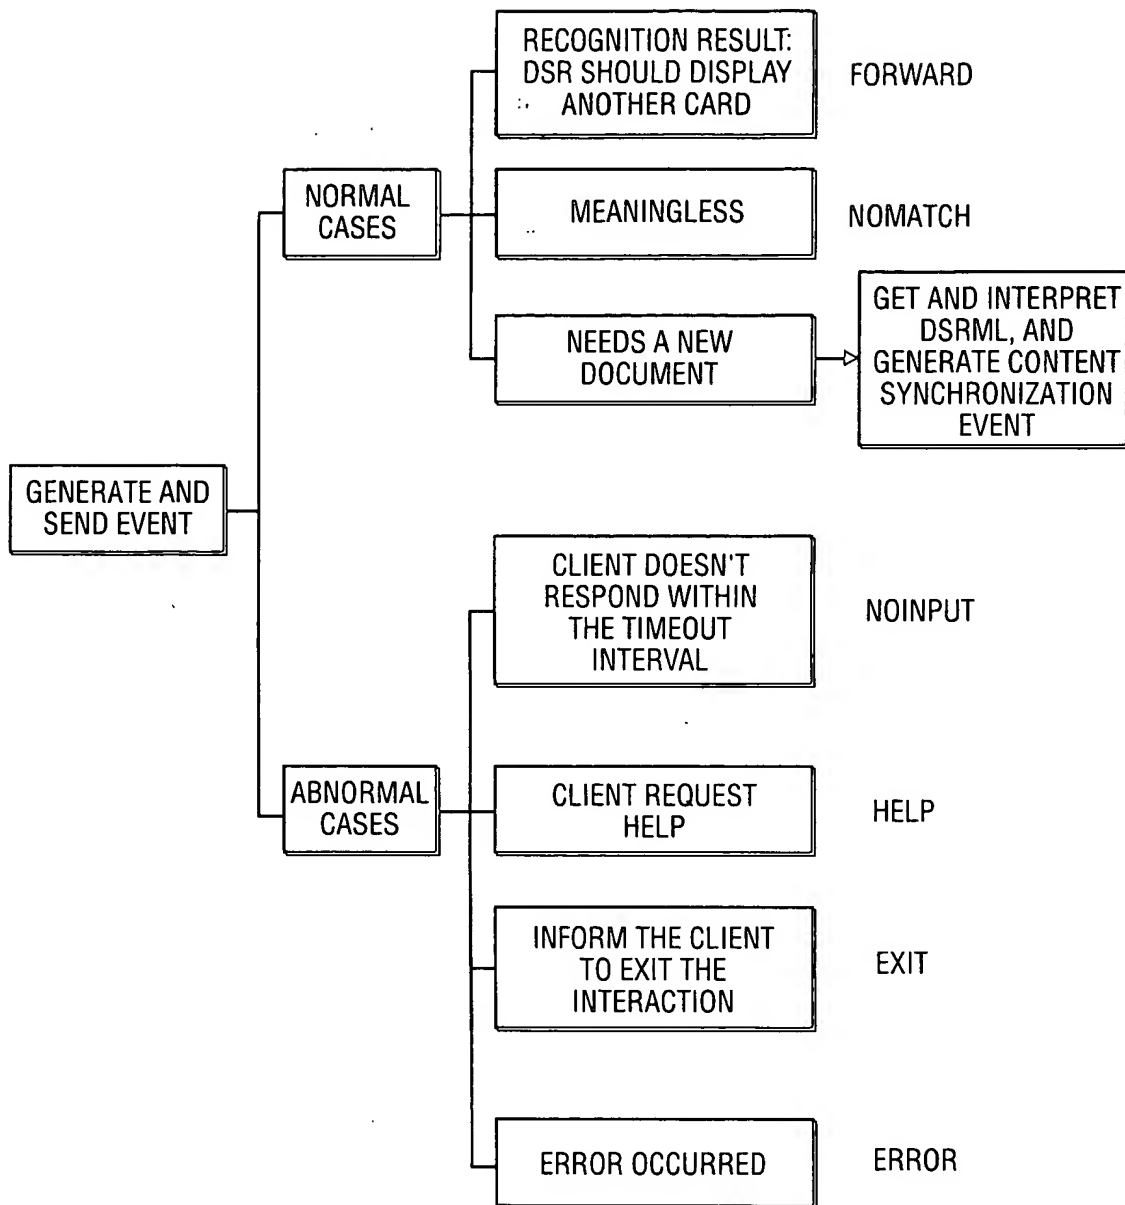 RECOGNITION RESULT:
DSR SHOULD DISPLAY
ANOTHER CARD
FORWARD
NORMAL
CASES
MEANINGLESS
NOMATCH
NEEDS A NEW
DOCUMENT
GET AND INTERPRET
DSRML, AND
GENERATE CONTENT
SYNCHRONIZATION
EVENT
GENERATE AND
SEND EVENT
CLIENT DOESN'T
RESPOND WITHIN
THE TIMEOUT
INTERVAL
NOINPUT
ABNORMAL
CASES
CLIENT REQUEST
HELP
HELP
INFORM THE CLIENT
TO EXIT THE
INTERACTION
EXIT
ERROR OCCURRED
ERROR